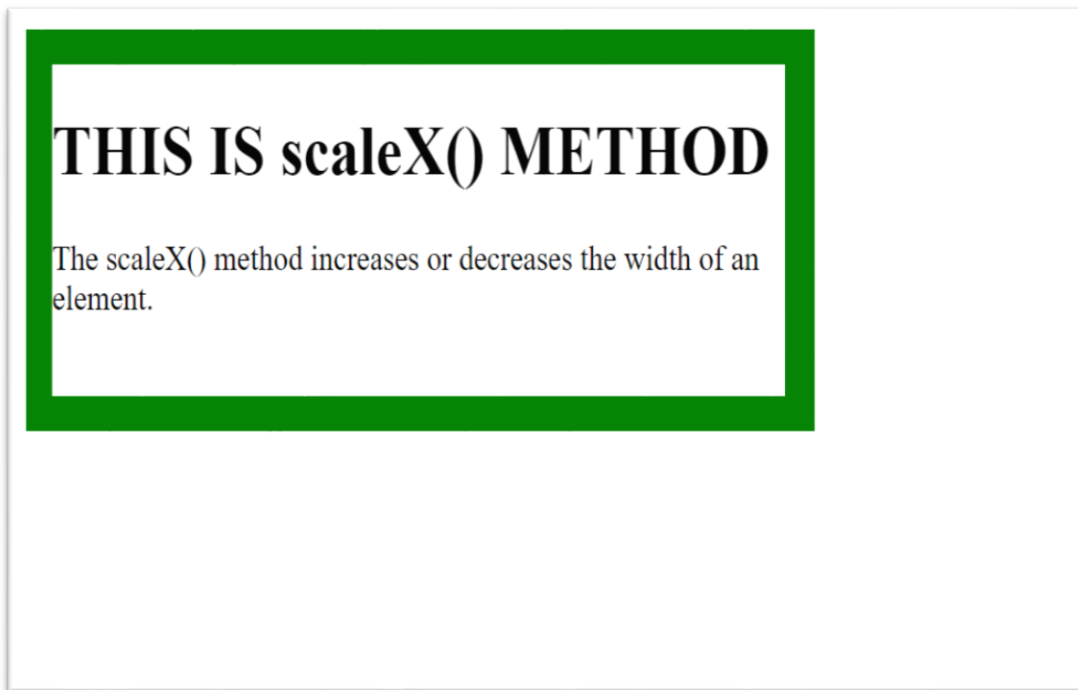 THIS IS scaleX() METHOD
The scaleX() method increases or decreases the width of an
element.